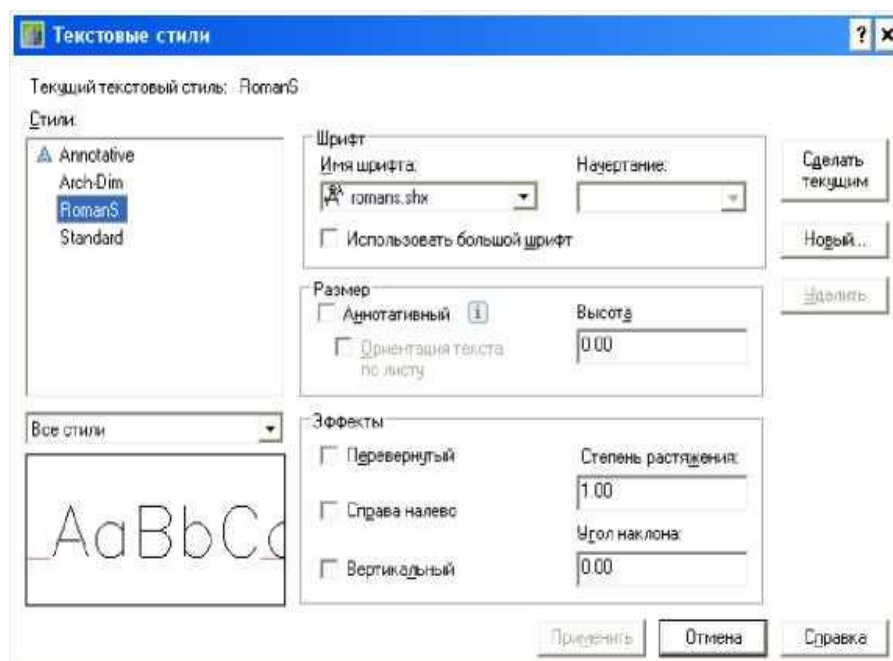 Текстовые стили
Текущий текстовый стиль: RomanS
Стили:
Annotative
Arch-Dim
RomanS
Standard
Все стили
AaBbCc
Шрифт
Имя шрифта:
Начертание:
romans.shx
Использовать большой шрифт
Размер
Аннотативный
Высота
Ориентация текста
по листу
0.00
Эффекты
Перевернутый
Степень растяжения:
1.00
Справа налево
Угол наклона:
Вертикальный
0.00
Сделать
текущим
Новый...
Удалить
Применить
Отмена
Справка